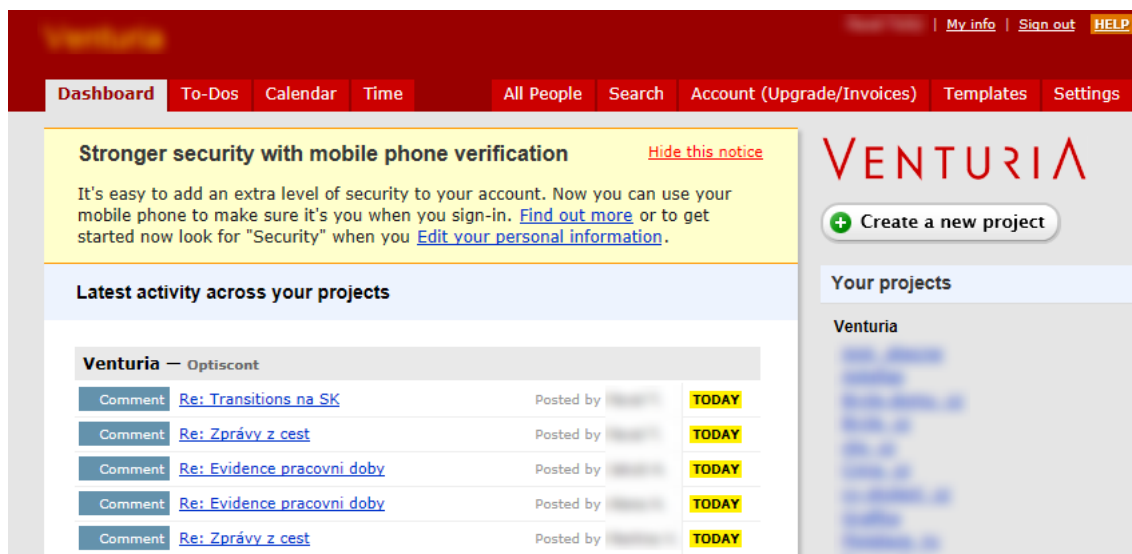 Venturia
| My info | Sign out HELP
Dashboard To-Dos Calendar Time All People Search Account (Upgrade/Invoices) Templates Settings
Stronger security with mobile phone verification Hide this notice
It's easy to add an extra level of security to your account. Now you can use your
mobile phone to make sure it's you when you sign-in. Find out more or to get
started now look for "Security" when you Edit your personal information.
Latest activity across your projects
Venturia — Optiscont
Comment Re: Transitions na SK Posted by TODAY
Comment Re: Zprávy z cest Posted by TODAY
Comment Re: Evidence pracovni doby Posted by TODAY
Comment Re: Evidence pracovni doby Posted by TODAY
Comment Re: Zprávy z cest Posted by TODAY
VENTURIA
Create a new project
Your projects
Venturia